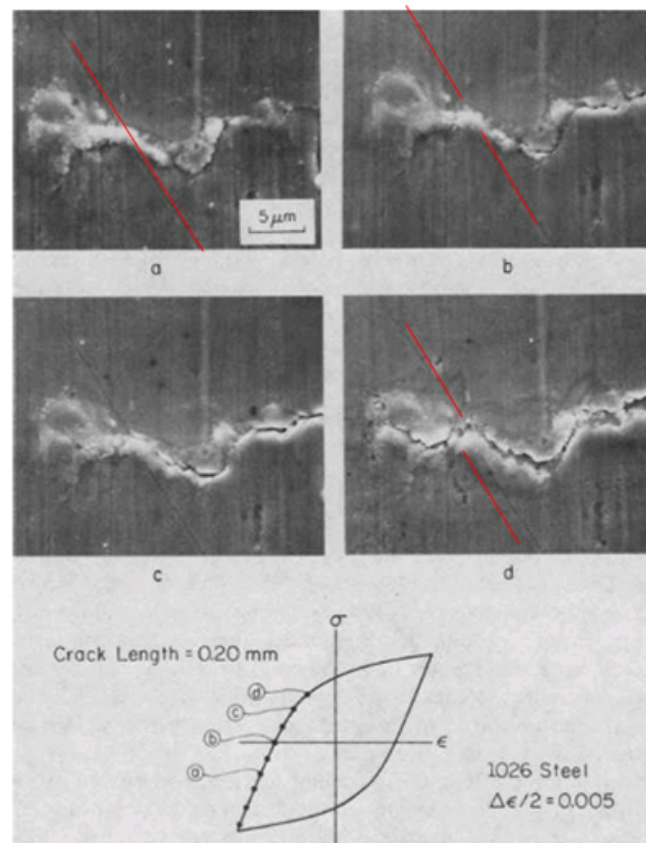 5 μm
a
b
c
d
σ
Crack Length = 0.20 mm
ⓓ
ⓒ
ⓑ
ϵ
ⓐ
1026 Steel
Δϵ/2 = 0.005